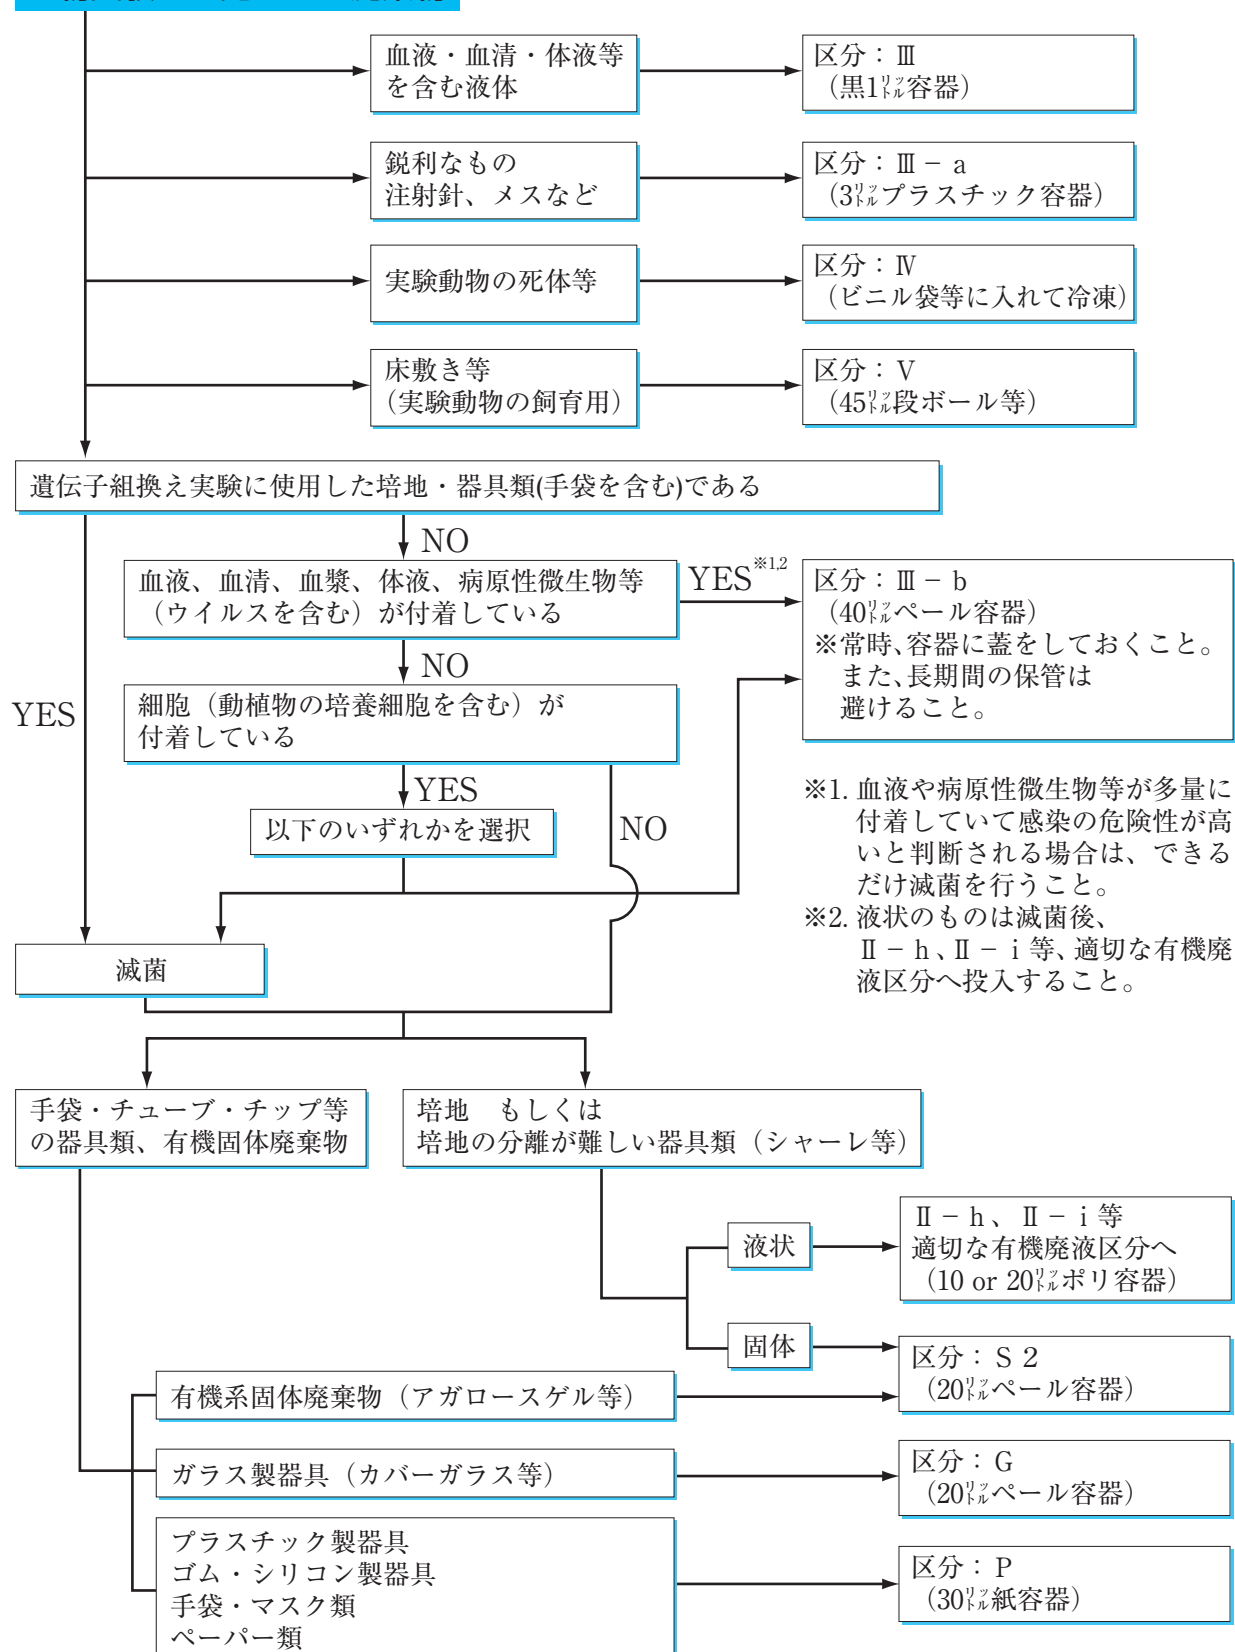 血液・血清・体液等
を含む液体
区分：Ⅲ
（黒1㍑容器）
鋭利なもの
注射針、メスなど
区分：Ⅲ－a
（3㍑プラスチック容器）
実験動物の死体等
区分：Ⅳ
（ビニル袋等に入れて冷凍）
床敷き等
（実験動物の飼育用）
区分：Ⅴ
（45㍑段ボール等）
遺伝子組換え実験に使用した培地・器具類(手袋を含む)である
NO
血液、血清、血漿、体液、病原性微生物等
（ウイルスを含む）が付着している
YES※1,2
区分：Ⅲ－b
（40㍑ペール容器）
※常時、容器に蓋をしておくこと。
また、長期間の保管は
避けること。
NO
YES
細胞（動植物の培養細胞を含む）が
付着している
YES
NO
以下のいずれかを選択
※1. 血液や病原性微生物等が多量に
付着していて感染の危険性が高
いと判断される場合は、できる
だけ滅菌を行うこと。
※2. 液状のものは滅菌後、
Ⅱ－h、Ⅱ－i等、適切な有機廃
液区分へ投入すること。
滅菌
手袋・チューブ・チップ等
の器具類、有機固体廃棄物
培地　もしくは
培地の分離が難しい器具類（シャーレ等）
液状
Ⅱ－h、Ⅱ－i等
適切な有機廃液区分へ
（10 or 20㍑ポリ容器）
固体
区分：S 2
（20㍑ペール容器）
有機系固体廃棄物（アガロースゲル等）
ガラス製器具（カバーガラス等）
区分：G
（20㍑ペール容器）
プラスチック製器具
ゴム・シリコン製器具
手袋・マスク類
ペーパー類
区分：P
（30㍑紙容器）